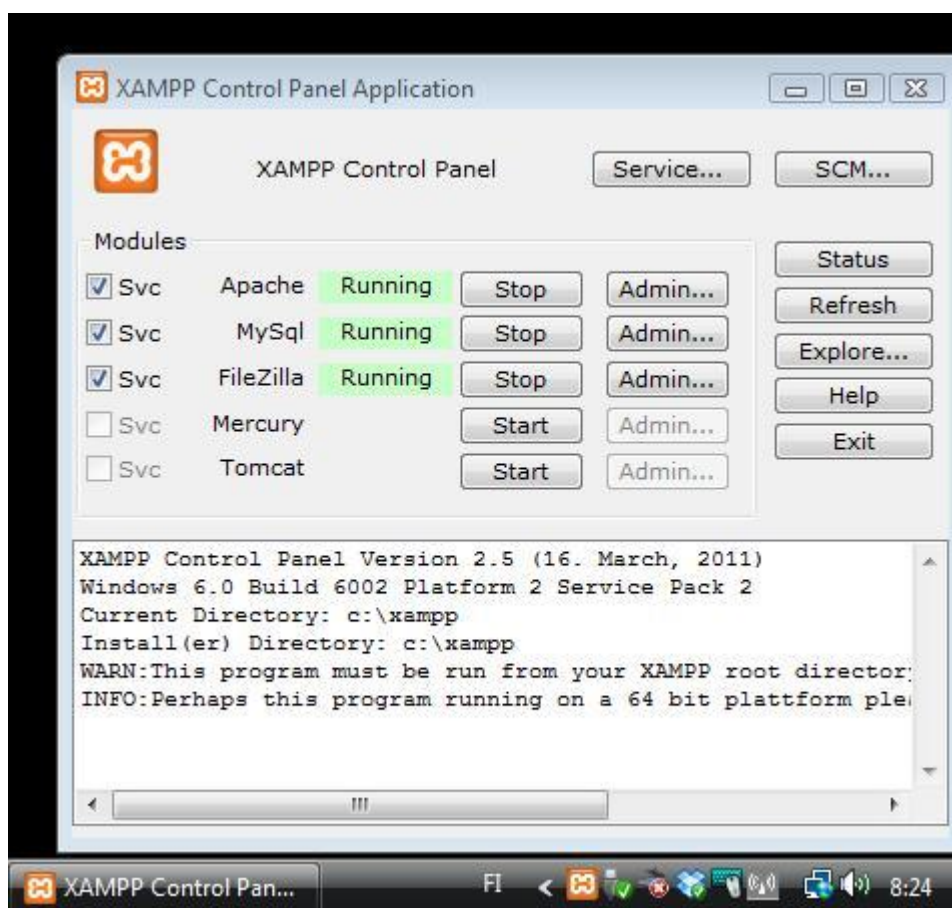 XAMPP Control Panel Application
XAMPP Control Panel Service... SCM...
Modules
Svc Apache Running Stop Admin...
Svc MySql Running Stop Admin...
Svc FileZilla Running Stop Admin...
Svc Mercury Start Admin...
Svc Tomcat Start Admin...
Status
Refresh
Explore...
Help
Exit
XAMPP Control Panel Version 2.5 (16. March, 2011)
Windows 6.0 Build 6002 Platform 2 Service Pack 2
Current Directory: c:\xampp
Install(er) Directory: c:\xampp
WARN:This program must be run from your XAMPP root
INFO:Perhaps this program running on a 64 bit plattform
XAMPP Control Pan... FI 8:24